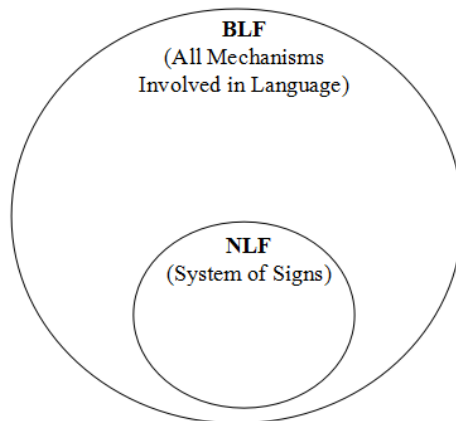 BLF
(All Mechanisms
Involved in Language)
NLF
(System of Signs)